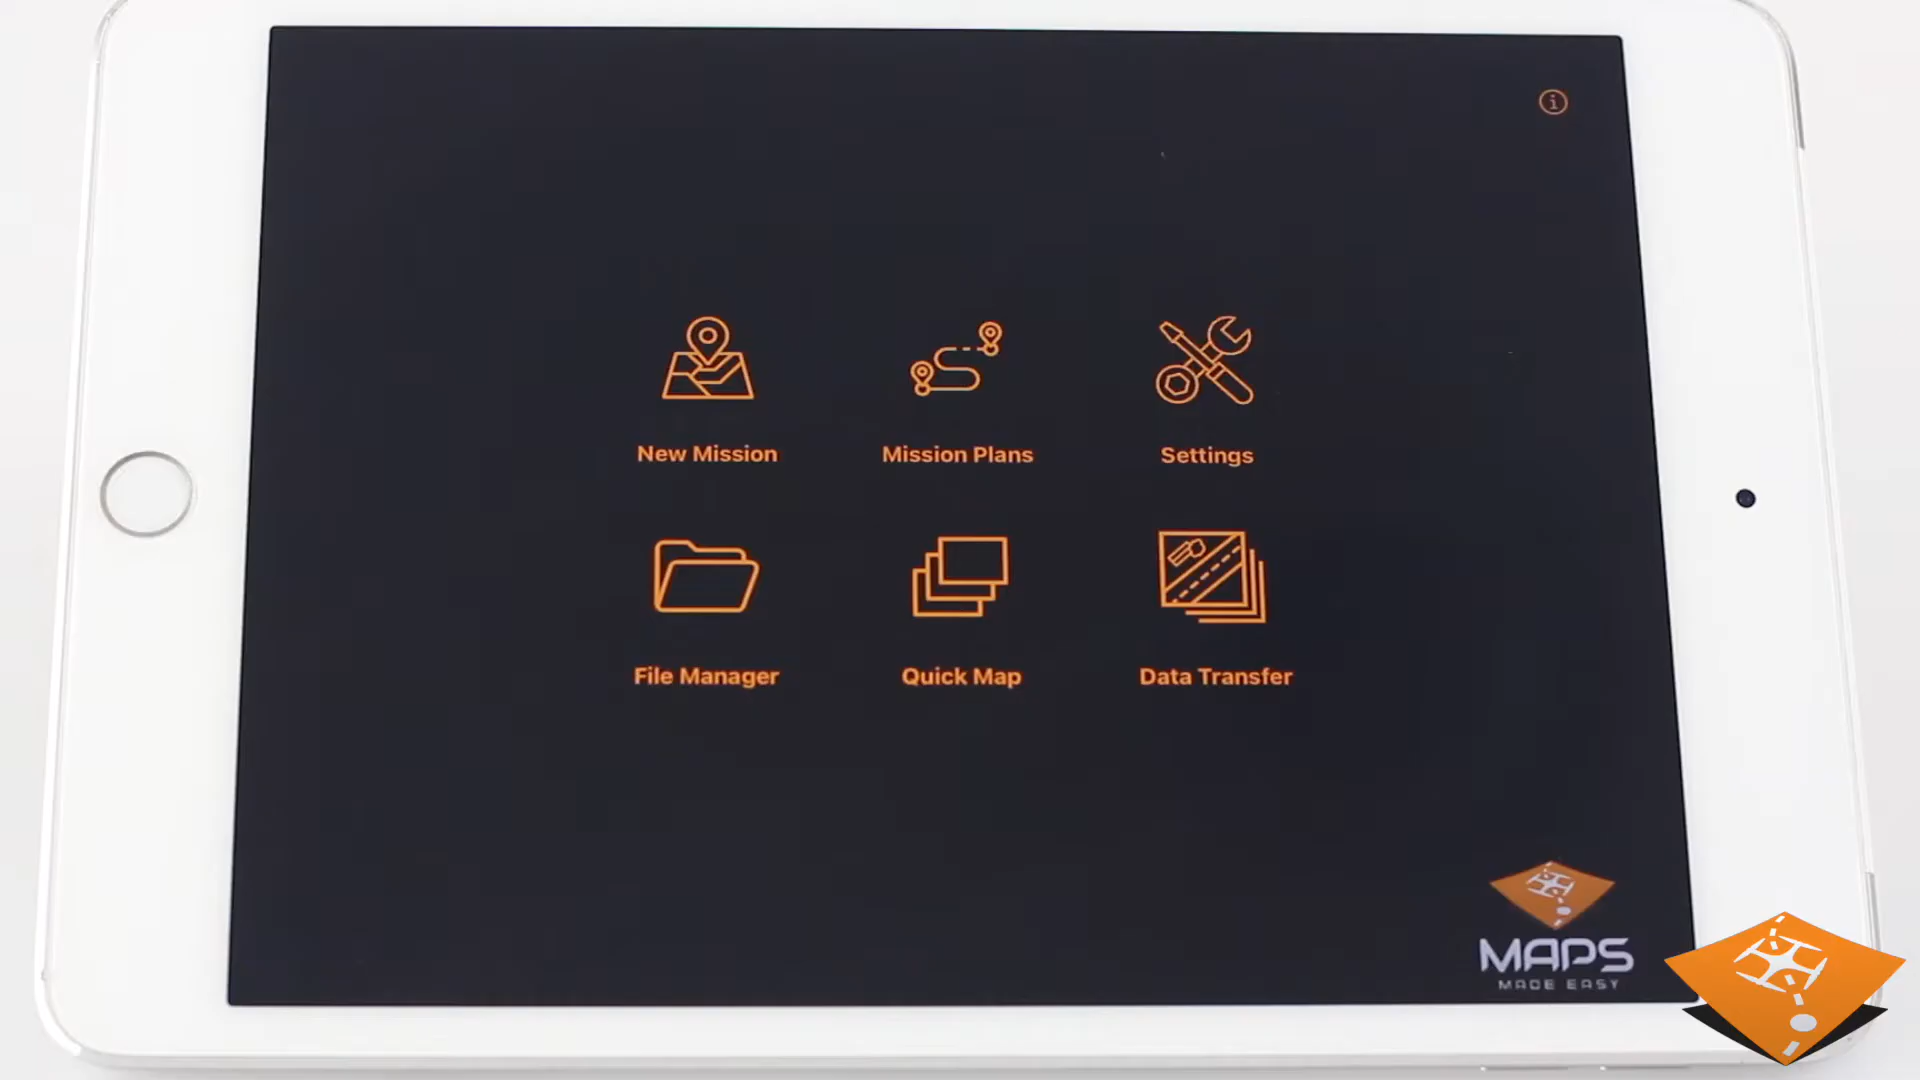 New Mission
Mission Plans
Settings
File Manager
Quick Map
Data Transfer
MAPS
MADE EASY